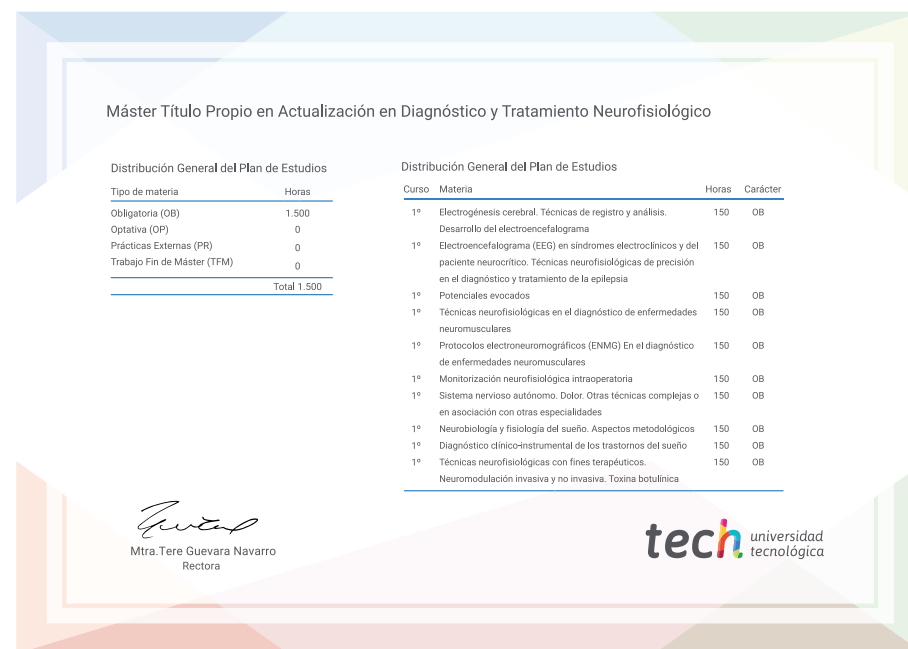 Máster Título Propio en Actualización en Diagnóstico y Tratamiento Neurofisiológico
Distribución General del Plan de Estudios
Tipo de materia Horas
Obligatoria (OB) 1.500
Optativa (OP) 0
Prácticas Externas (PR) 0
Trabajo Fin de Máster (TFM) 0
Total 1.500
Distribución General del Plan de Estudios
Curso Materia Horas Carácter
1º Electrogénesis cerebral. Técnicas de registro y análisis. 150 OB
Desarrollo del electroencefalograma
1º Electroencefalograma (EEG) en síndromes electroclínicos y del 150 OB
paciente neurocrítico. Técnicas neurofisiológicas de precisión
en el diagnóstico y tratamiento de la epilepsia
1º Potenciales evocados 150 OB
1º Técnicas neurofisiológicas en el diagnóstico de enfermedades 150 OB
neuromusculares
1º Protocolos electroneuromográficos (ENMG) En el diagnóstico 150 OB
de enfermedades neuromusculares
1º Monitorización neurofisiológica intraoperatoria 150 OB
1º Sistema nervioso autónomo. Dolor. Otras técnicas complejas o 150 OB
en asociación con otras especialidades
1º Neurobiología y fisiología del sueño. Aspectos metodológicos 150 OB
1º Diagnóstico clínico-instrumental de los trastornos del sueño 150 OB
1º Técnicas neurofisiológicas con fines terapéuticos. 150 OB
Neuromodulación invasiva y no invasiva. Toxina botulínica
Mtra.Tere Guevara Navarro
Rectora
tech universidad
tecnológica